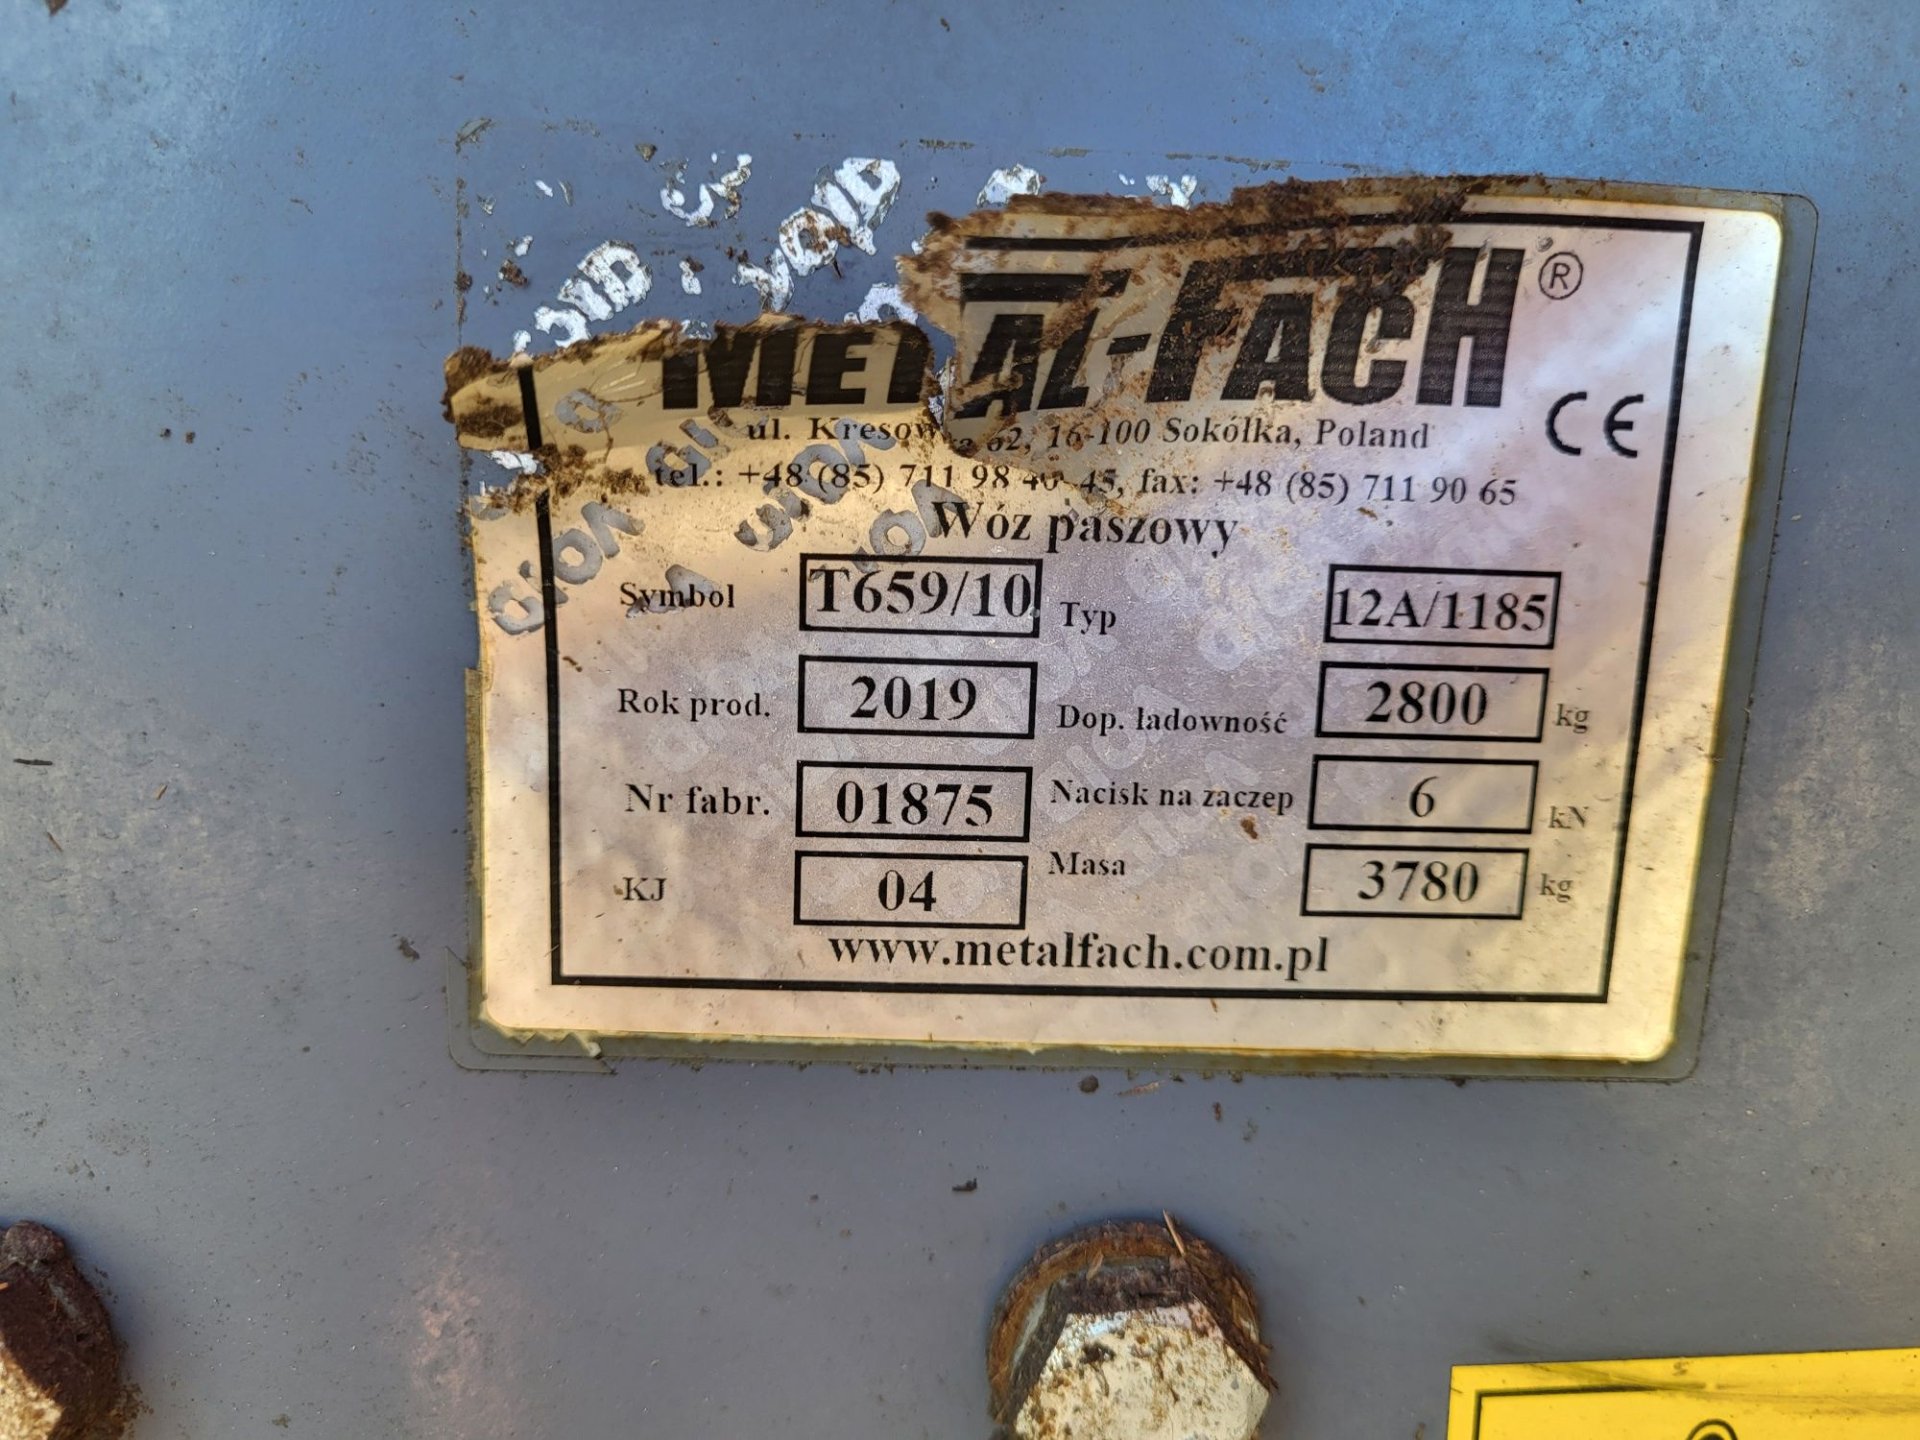 METAL-FACH®
ul. Kresowa 62, 16-100 Sokółka, Poland
CE
tel.: +48 (85) 711 98 40-45, fax: +48 (85) 711 90 65
Wóz paszowy
Symbol T659/10 Typ 12A/1185
Rok prod. 2019 Dop. ładowność 2800 kg
Nr fabr. 01875 Nacisk na zaczep 6 kN
KJ 04 Masa 3780 kg
www.metalfach.com.pl